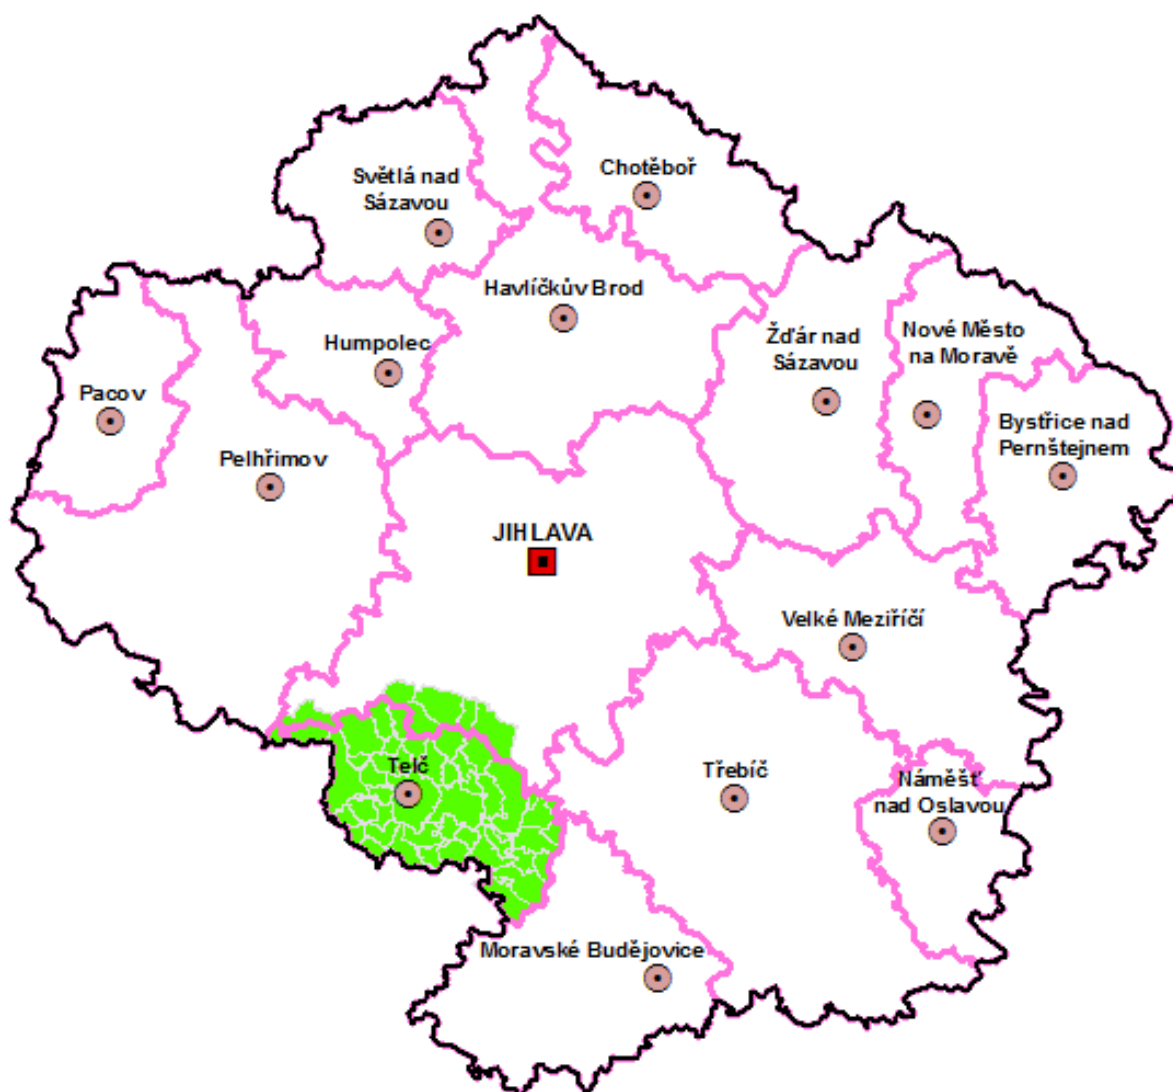 Chotěboř
Světlá nad
Sázavou
Havlíčkův Brod
Humpolec
Žďár nad
Sázavou
Nové Město
na Moravě
Pacov
Bystřice nad
Pernštejnem
Pelhřimov
JIHLAVA
Velké Meziříčí
Telč
Třebíč
Náměšť
nad Oslavou
Moravské Budějovice